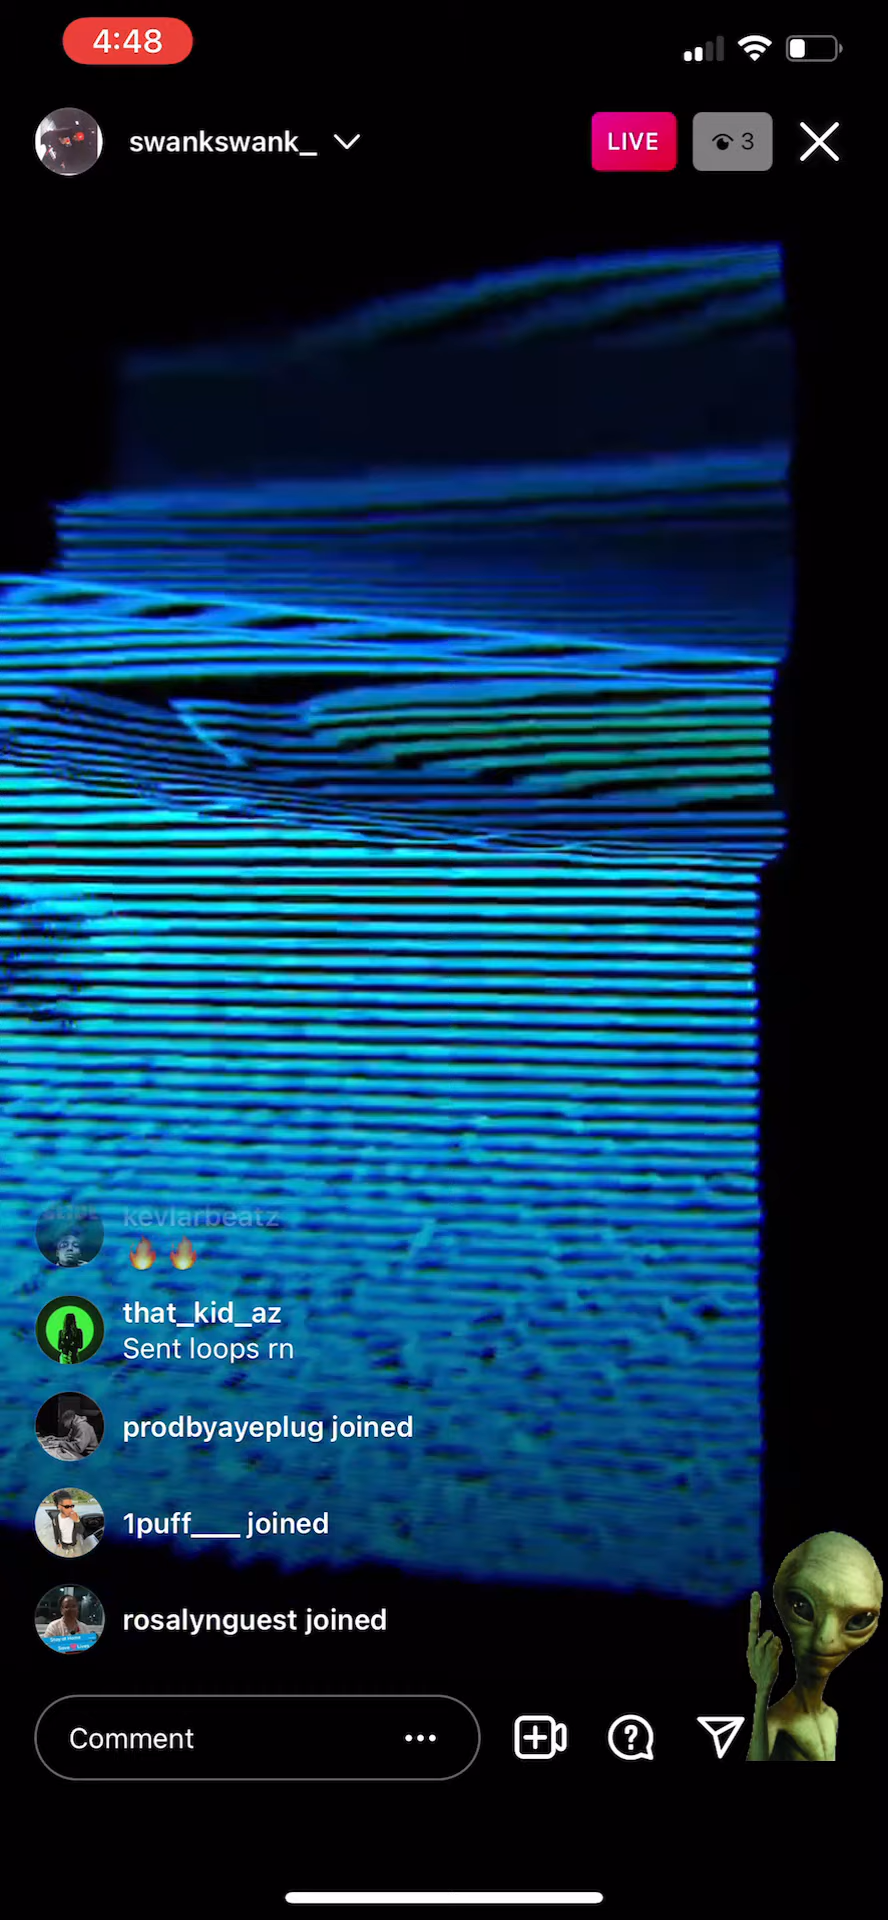 4:48
swankswank_
LIVE
3
kevlarbeatz
🔥 🔥
that_kid_az
Sent loops rn
prodbyayeplug joined
1puff___ joined
rosalynguest joined
Comment